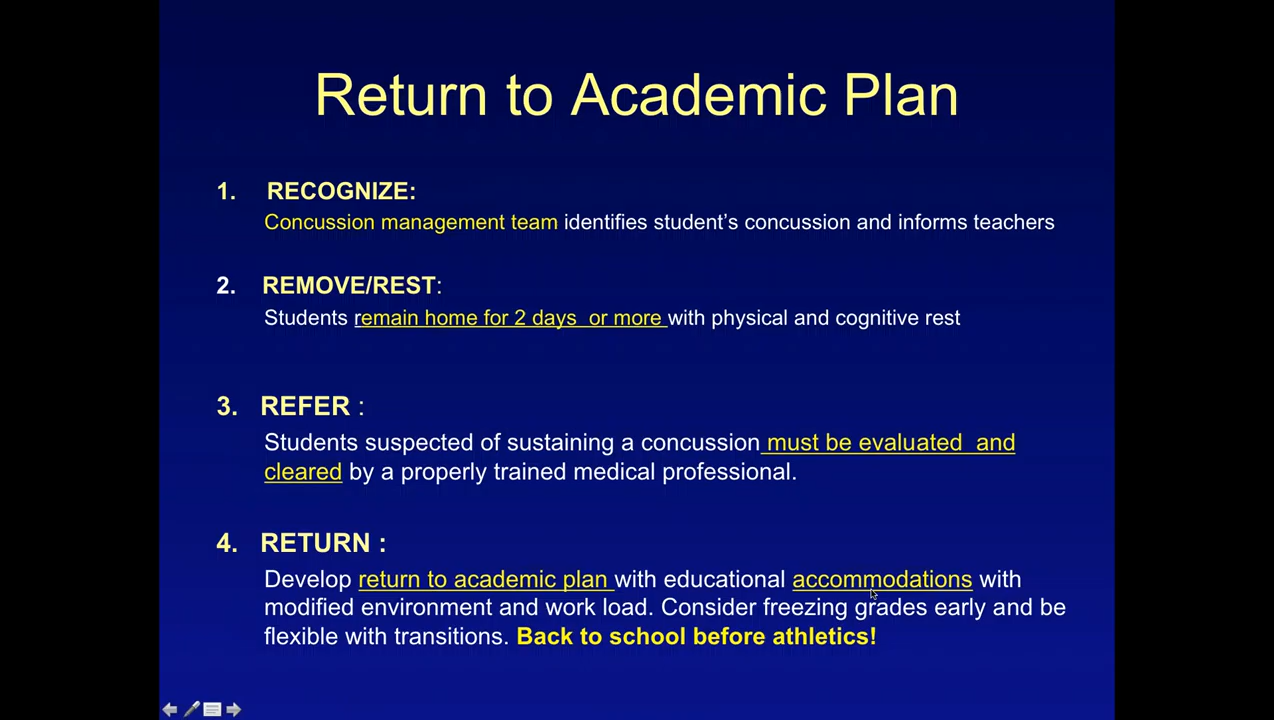 Return to Academic Plan
1. RECOGNIZE:
Concussion management team identifies student’s concussion and informs teachers
2. REMOVE/REST:
Students remain home for 2 days  or more with physical and cognitive rest
3. REFER :
Students suspected of sustaining a concussion must be evaluated  and
cleared by a properly trained medical professional.
4. RETURN :
Develop return to academic plan with educational accommodations with
modified environment and work load. Consider freezing grades early and be
flexible with transitions. Back to school before athletics!